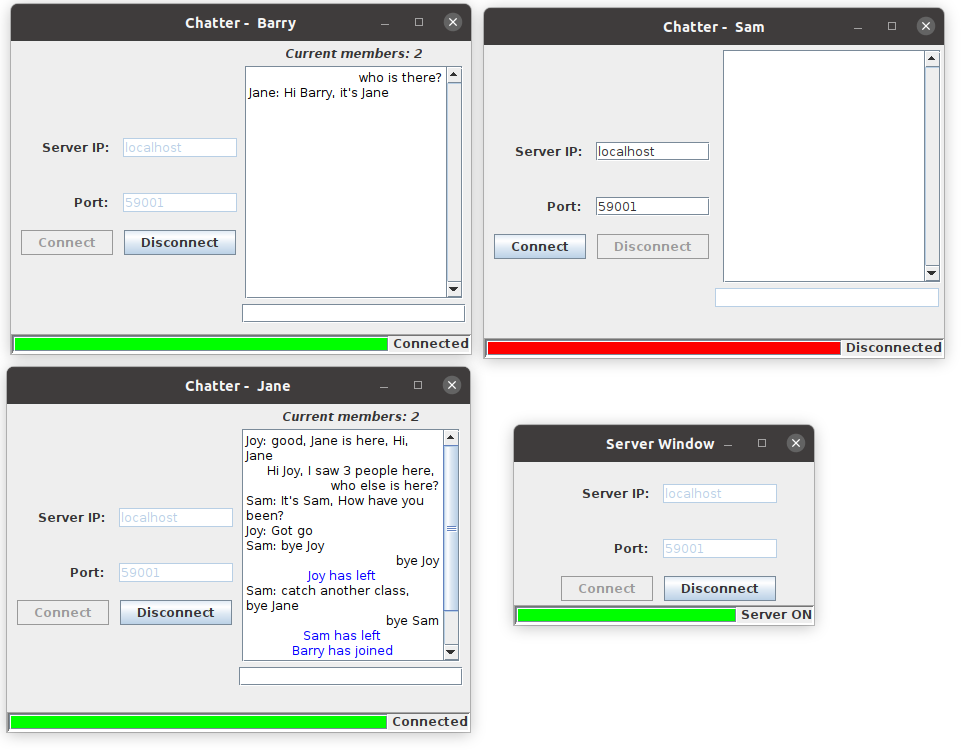 Chatter - Barry
Current members: 2
who is there?
Jane: Hi Barry, it's Jane
Server IP:
localhost
Port:
59001
Connect
Disconnect
Connected
Chatter - Sam
Server IP:
localhost
Port:
59001
Connect
Disconnect
Disconnected
Chatter - Jane
Current members: 2
Joy: good, Jane is here, Hi,
Jane
Hi Joy, I saw 3 people here,
who else is here?
Sam: It's Sam, How have you
been?
Joy: Got go
Sam: bye Joy
bye Joy
Joy has left
Sam: catch another class,
bye Jane
bye Sam
Sam has left
Barry has joined
Server IP:
localhost
Port:
59001
Connect
Disconnect
Connected
Server Window
Server IP:
localhost
Port:
59001
Connect
Disconnect
Server ON